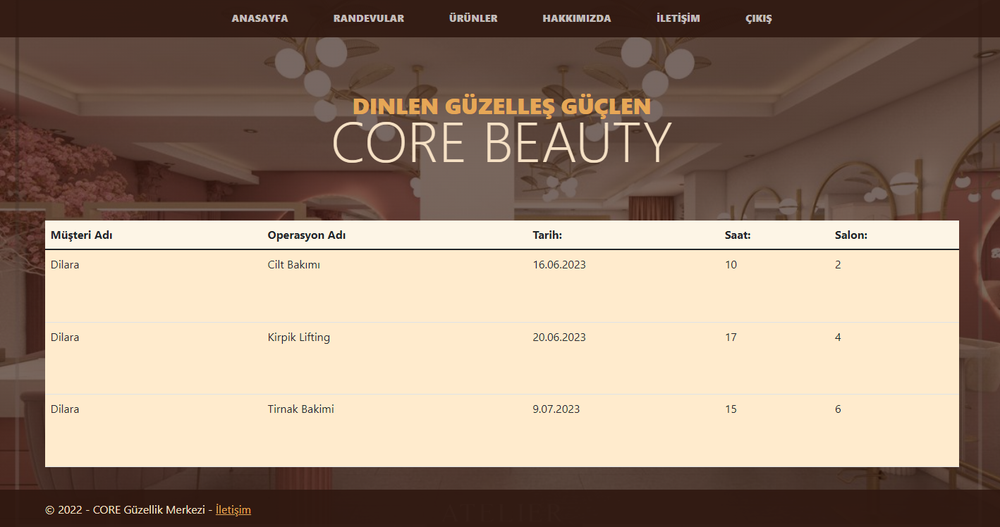 ANASAYFA RANDEVULAR ÜRÜNLER HAKKIMIZDA İLETİŞİM ÇIKIŞ
DINLEN GÜZELLEŞ GÜÇLEN
CORE BEAUTY
Müşteri Adı Operasyon Adı Tarih: Saat: Salon:
Dilara Cilt Bakımı 16.06.2023 10 2
Dilara Kirpik Lifting 20.06.2023 17 4
Dilara Tirnak Bakimi 9.07.2023 15 6
© 2022 - CORE Güzellik Merkezi - İletişim
ATELIER